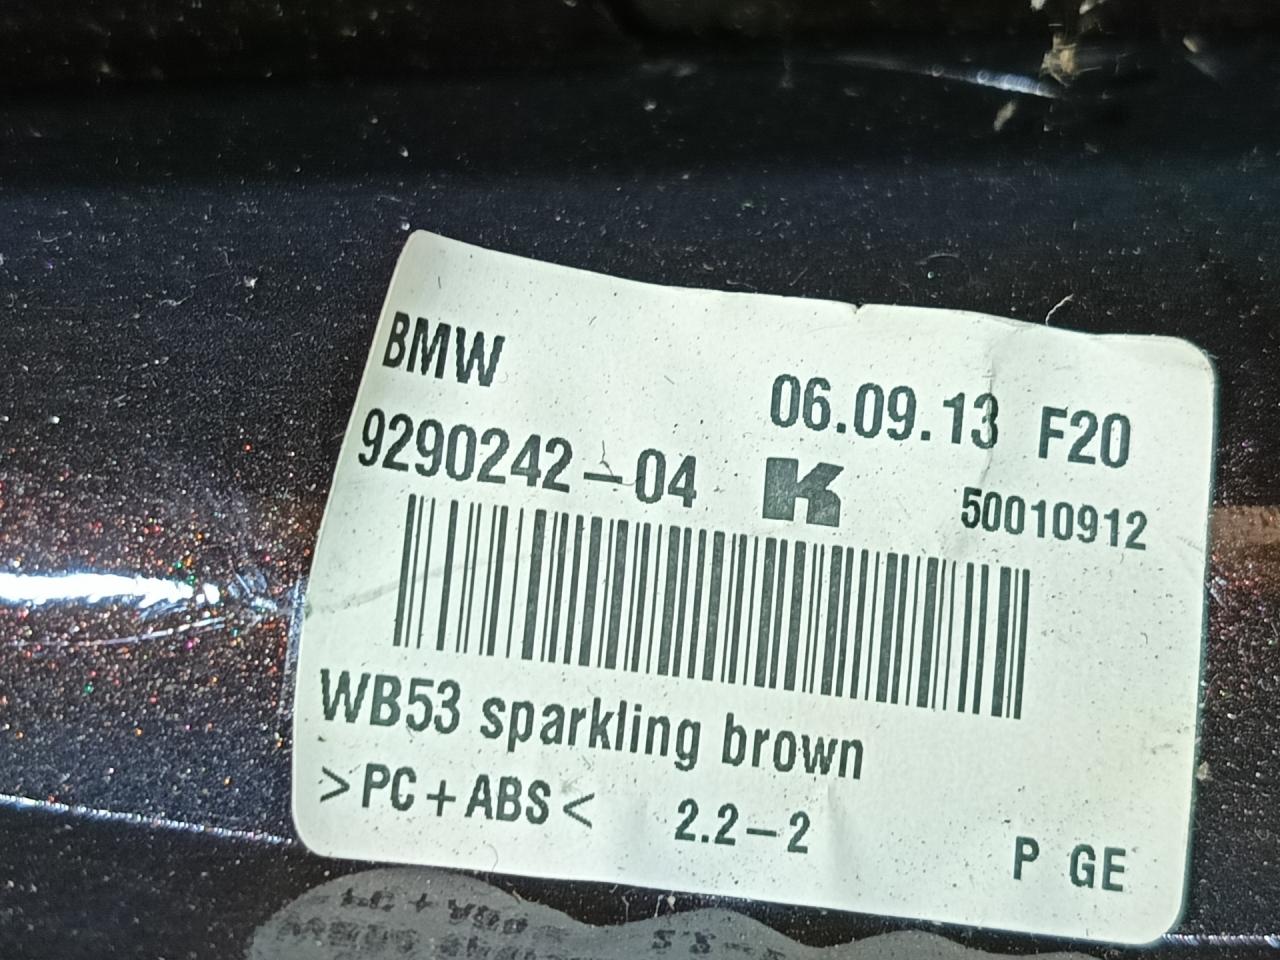 BMW
06.09.13 F20
9290242-04 K 50010912
WB53 sparkling brown
>PC+ABS< 2.2-2
P GE